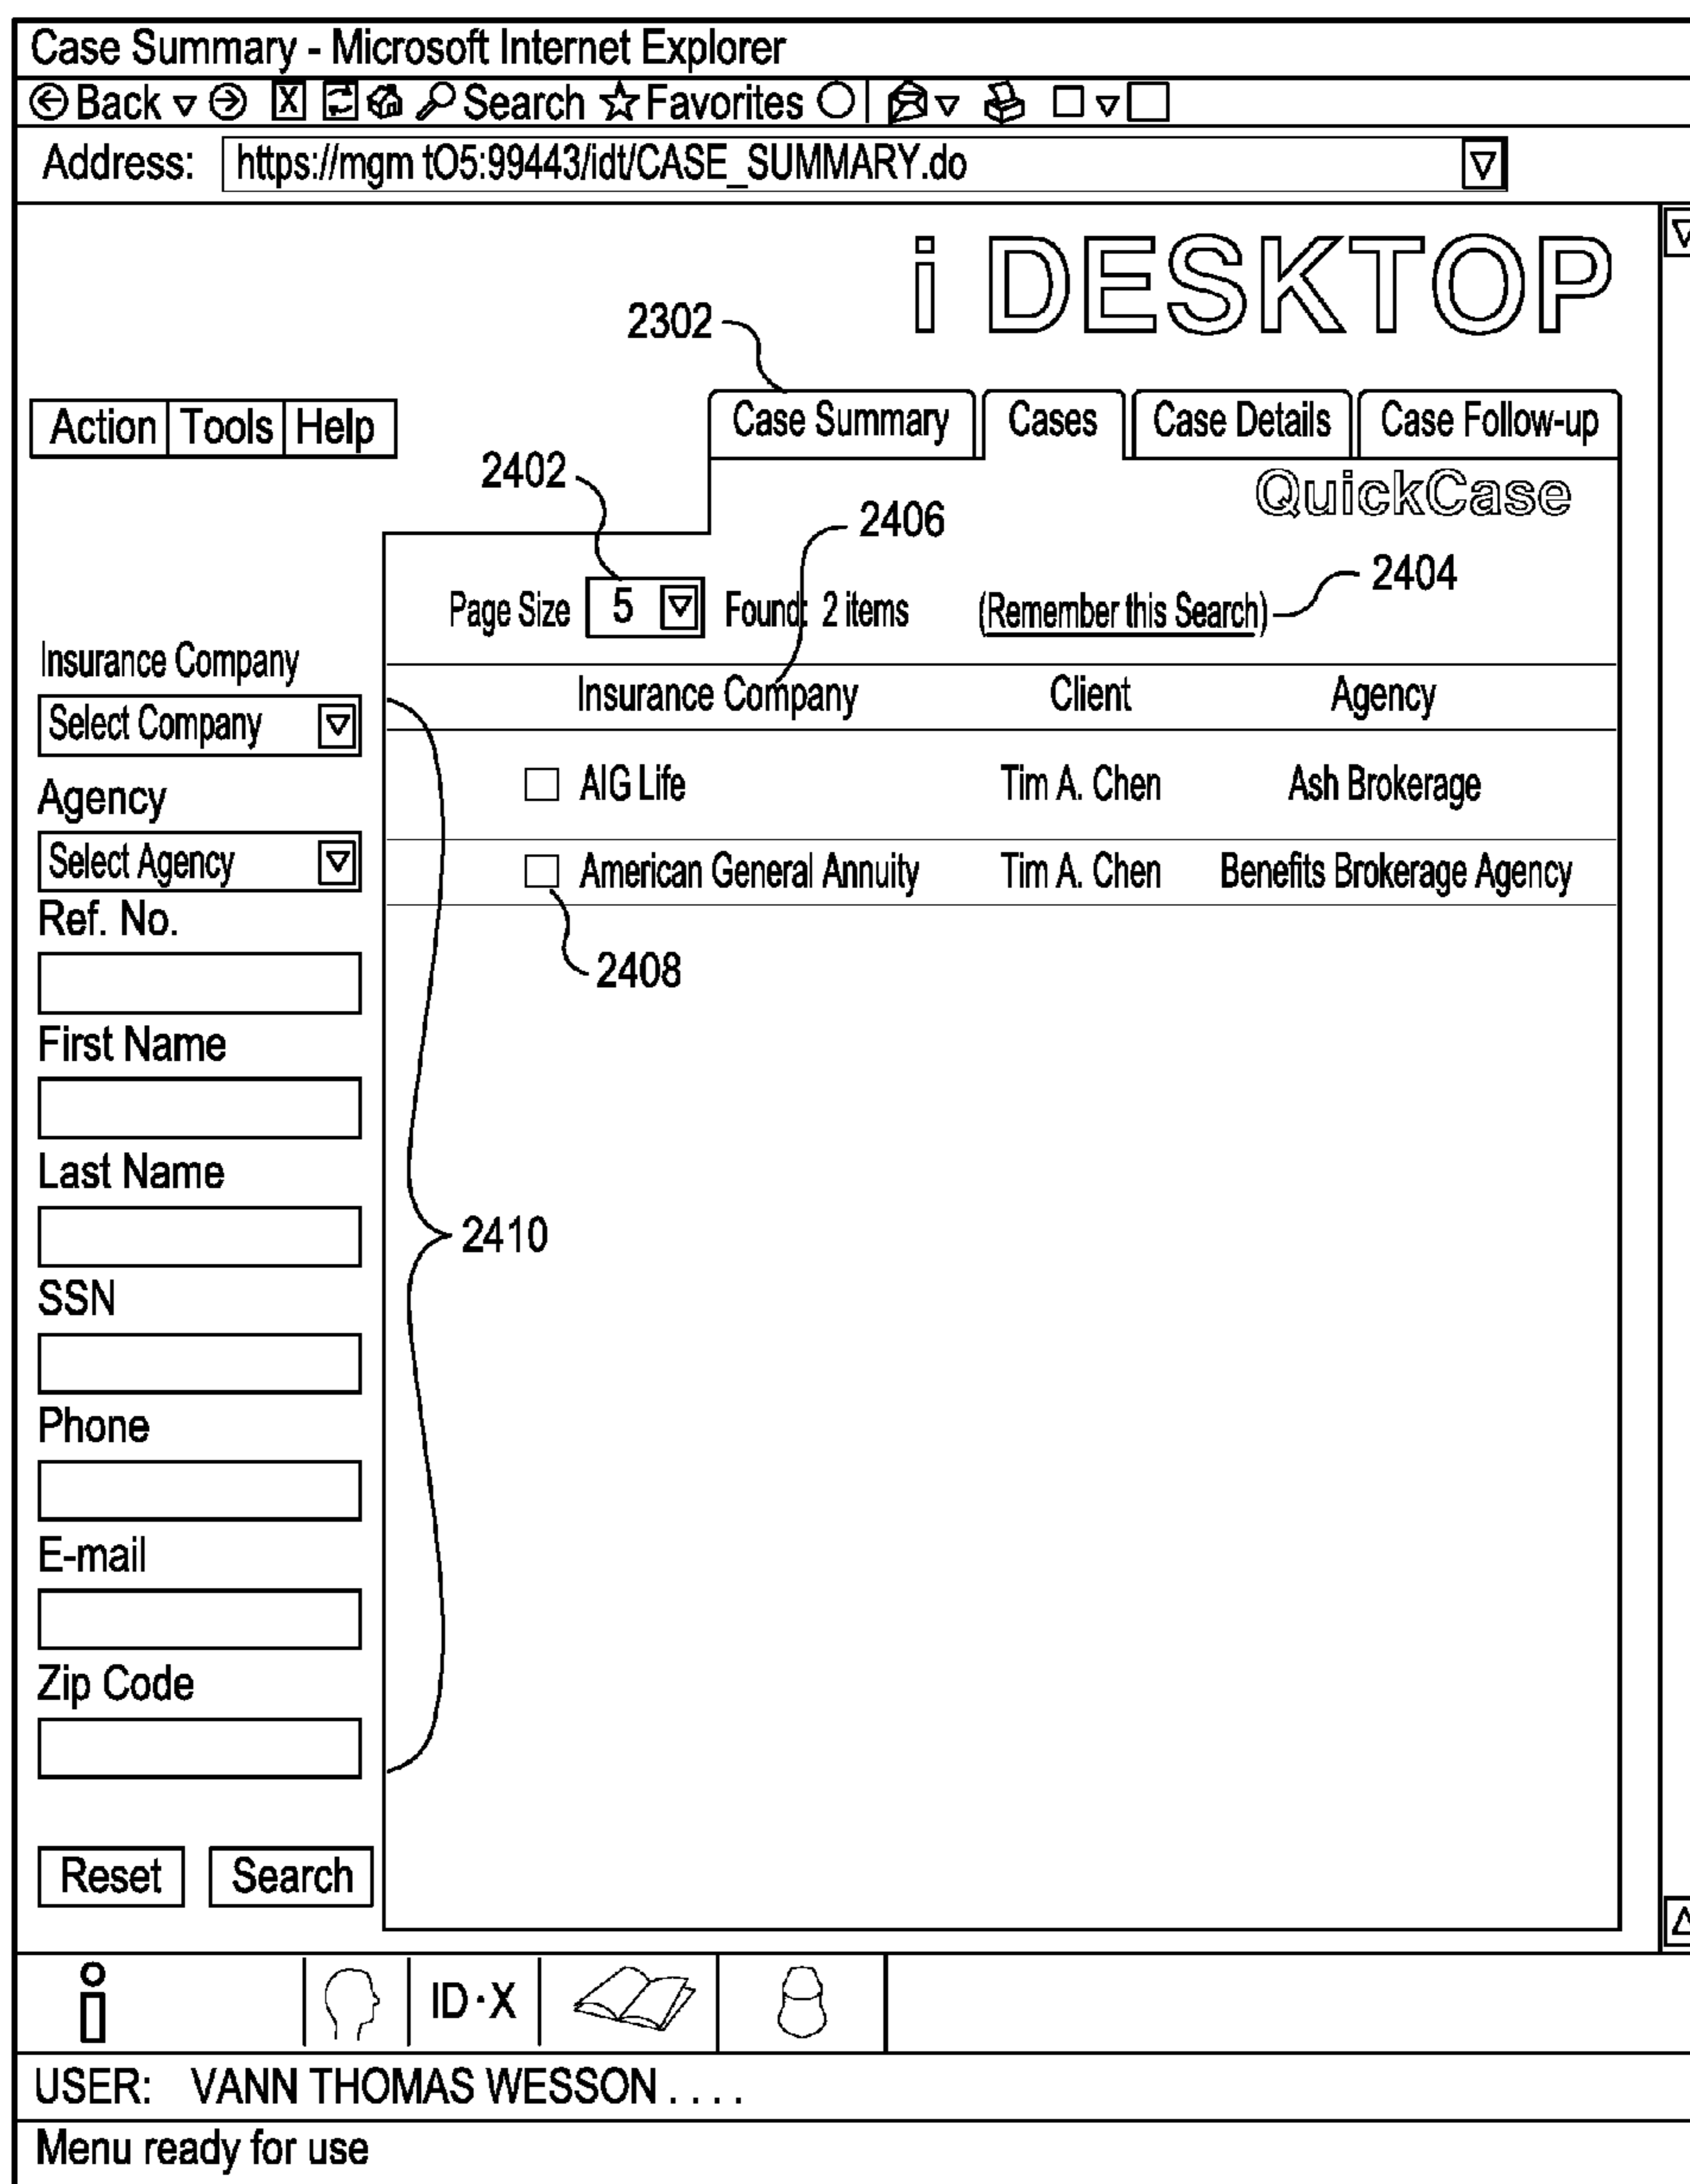 Case Summary - Microsoft Internet Explorer
Back X Search Favorites
Address: https://mgm tO5:99443/idt/CASE_SUMMARY.do
i DESKTOP
2302
Action Tools Help Case Summary Cases Case Details Case Follow-up
2402 QuickCase
2406
2404
Page Size 5 Found: 2 items (Remember this Search)
Insurance Company
Insurance Company Client Agency
Select Company
AIG Life Tim A. Chen Ash Brokerage
Agency
Select Agency
American General Annuity Tim A. Chen Benefits Brokerage Agency
Ref. No.
2408
First Name
Last Name
2410
SSN
Phone
E-mail
Zip Code
Reset Search
i ID·X
USER: VANN THOMAS WESSON . . . .
Menu ready for use